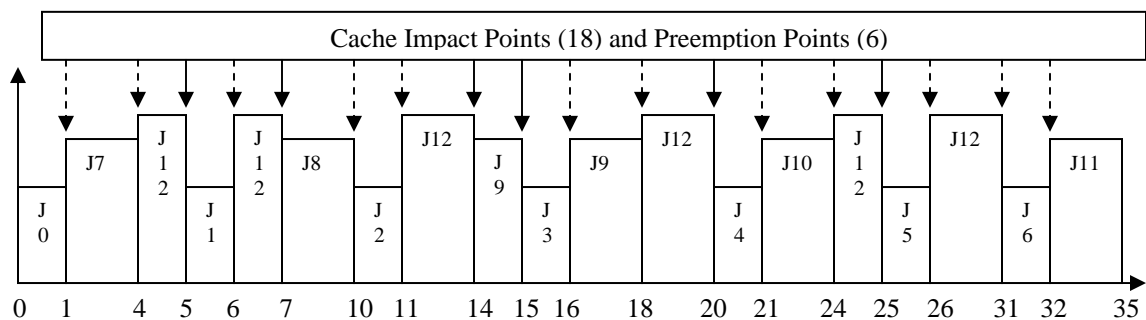 Cache Impact Points (18) and Preemption Points (6)
J
0
J7
J
1
2
J
1
J
1
2
J8
J
2
J12
J
9
J
3
J9
J12
J
4
J10
J
1
2
J
5
J12
J
6
J11
0 1 4 5 6 7 10 11 14 15 16 18 20 21 24 25 26 31 32 35